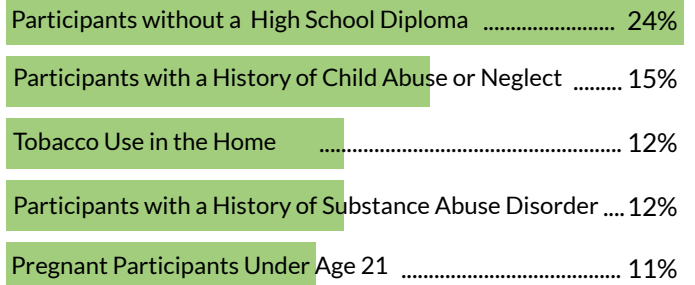 Participants without a High School Diploma ........................ 24%
Participants with a History of Child Abuse or Neglect ......... 15%
Tobacco Use in the Home ....................................................... 12%
Participants with a History of Substance Abuse Disorder .... 12%
Pregnant Participants Under Age 21 ........................................ 11%